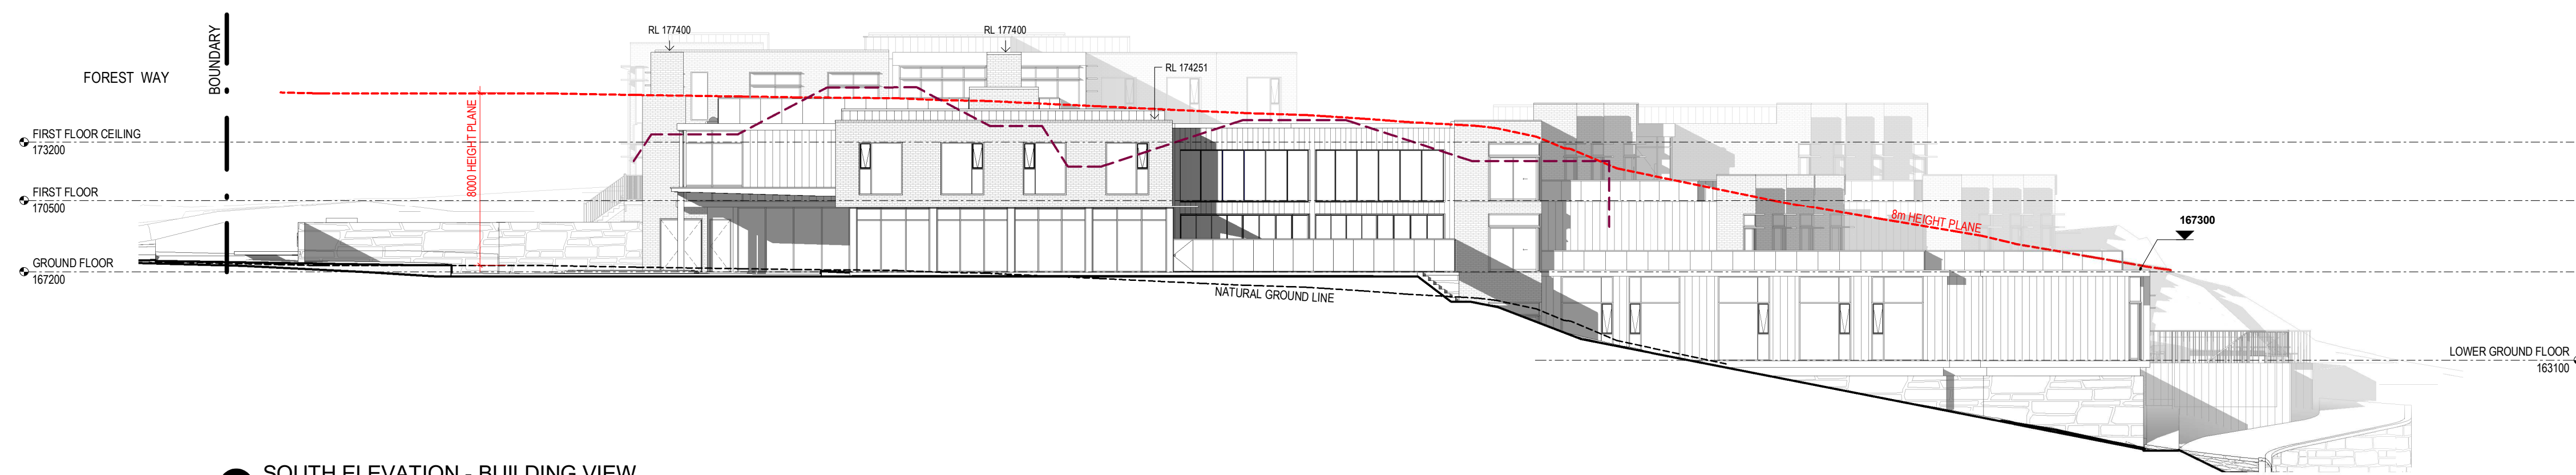 RL 177400
RL 177400
RL 174251
FOREST WAY
BOUNDARY
8000 HEIGHT PLANE
FIRST FLOOR CEILING
173200
FIRST FLOOR
170500
GROUND FLOOR
167200
NATURAL GROUND LINE
8m HEIGHT PLANE
167300
LOWER GROUND FLOOR
163100
SOUTH ELEVATION - BUILDING VIEW